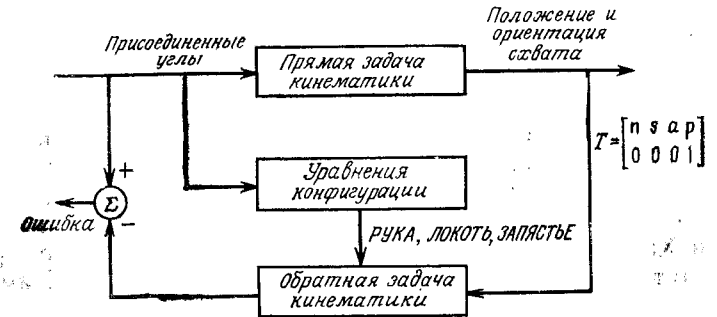 Присоединенные
углы
Прямая задача
кинематики
Положение и
ориентация
схвата
T = [n s a p
0 0 0 1]
Уравнения
конфигурации
+
Σ
−
Ошибка
РУКА, ЛОКОТЬ, ЗАПЯСТЬЕ
Обратная задача
кинематики